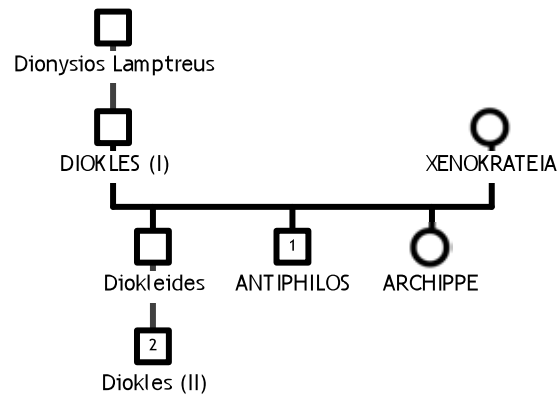 Dionysios Lamptreus
DIOKLES (I)
XENOKRATEIA
1
Diokleides
ANTIPHILOS
ARCHIPPE
2
Diokles (II)